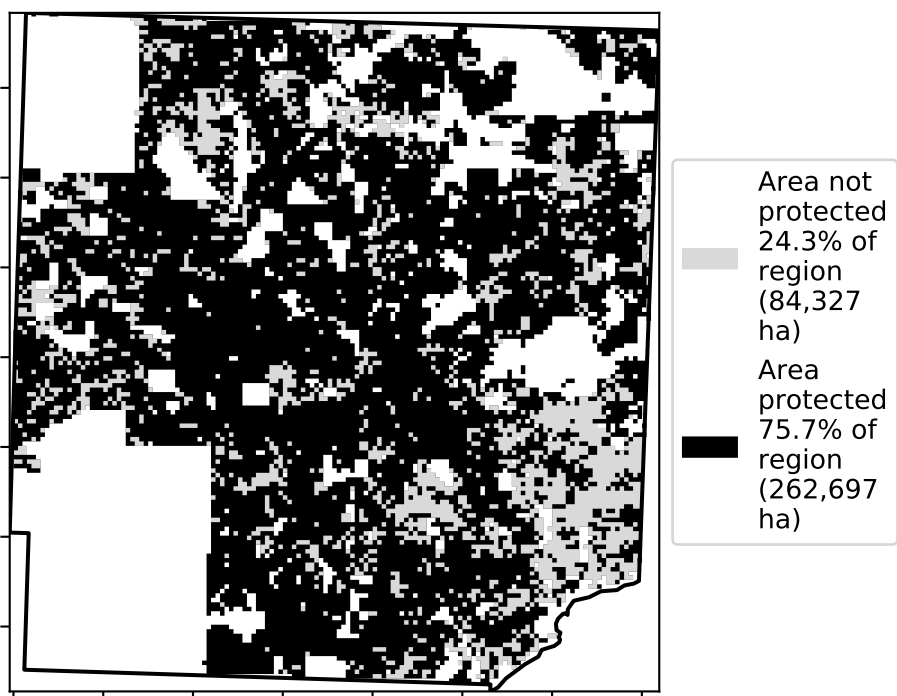 Area not
protected
24.3% of
region
(84,327
ha)
Area
protected
75.7% of
region
(262,697
ha)